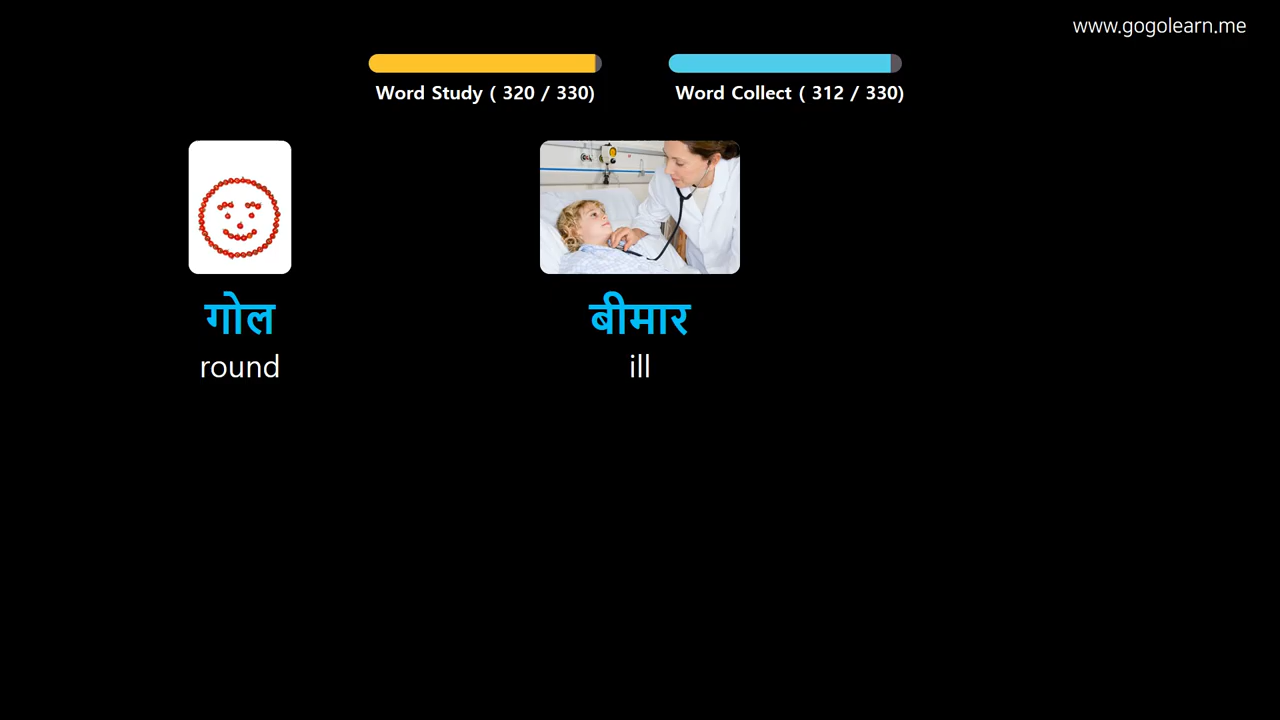 www.gogolearn.me
Word Study ( 320 / 330)
Word Collect ( 312 / 330)
गोल
round
बीमार
ill